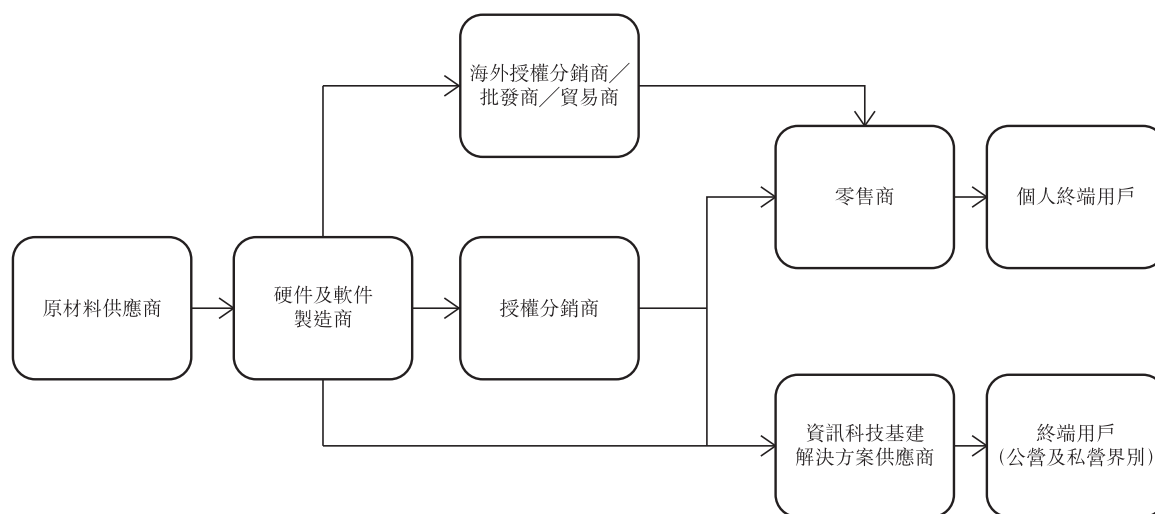 海外授權分銷商／
批發商／貿易商
零售商
個人終端用戶
原材料供應商
硬件及軟件
製造商
授權分銷商
資訊科技基建
解決方案供應商
終端用戶
(公營及私營界別)